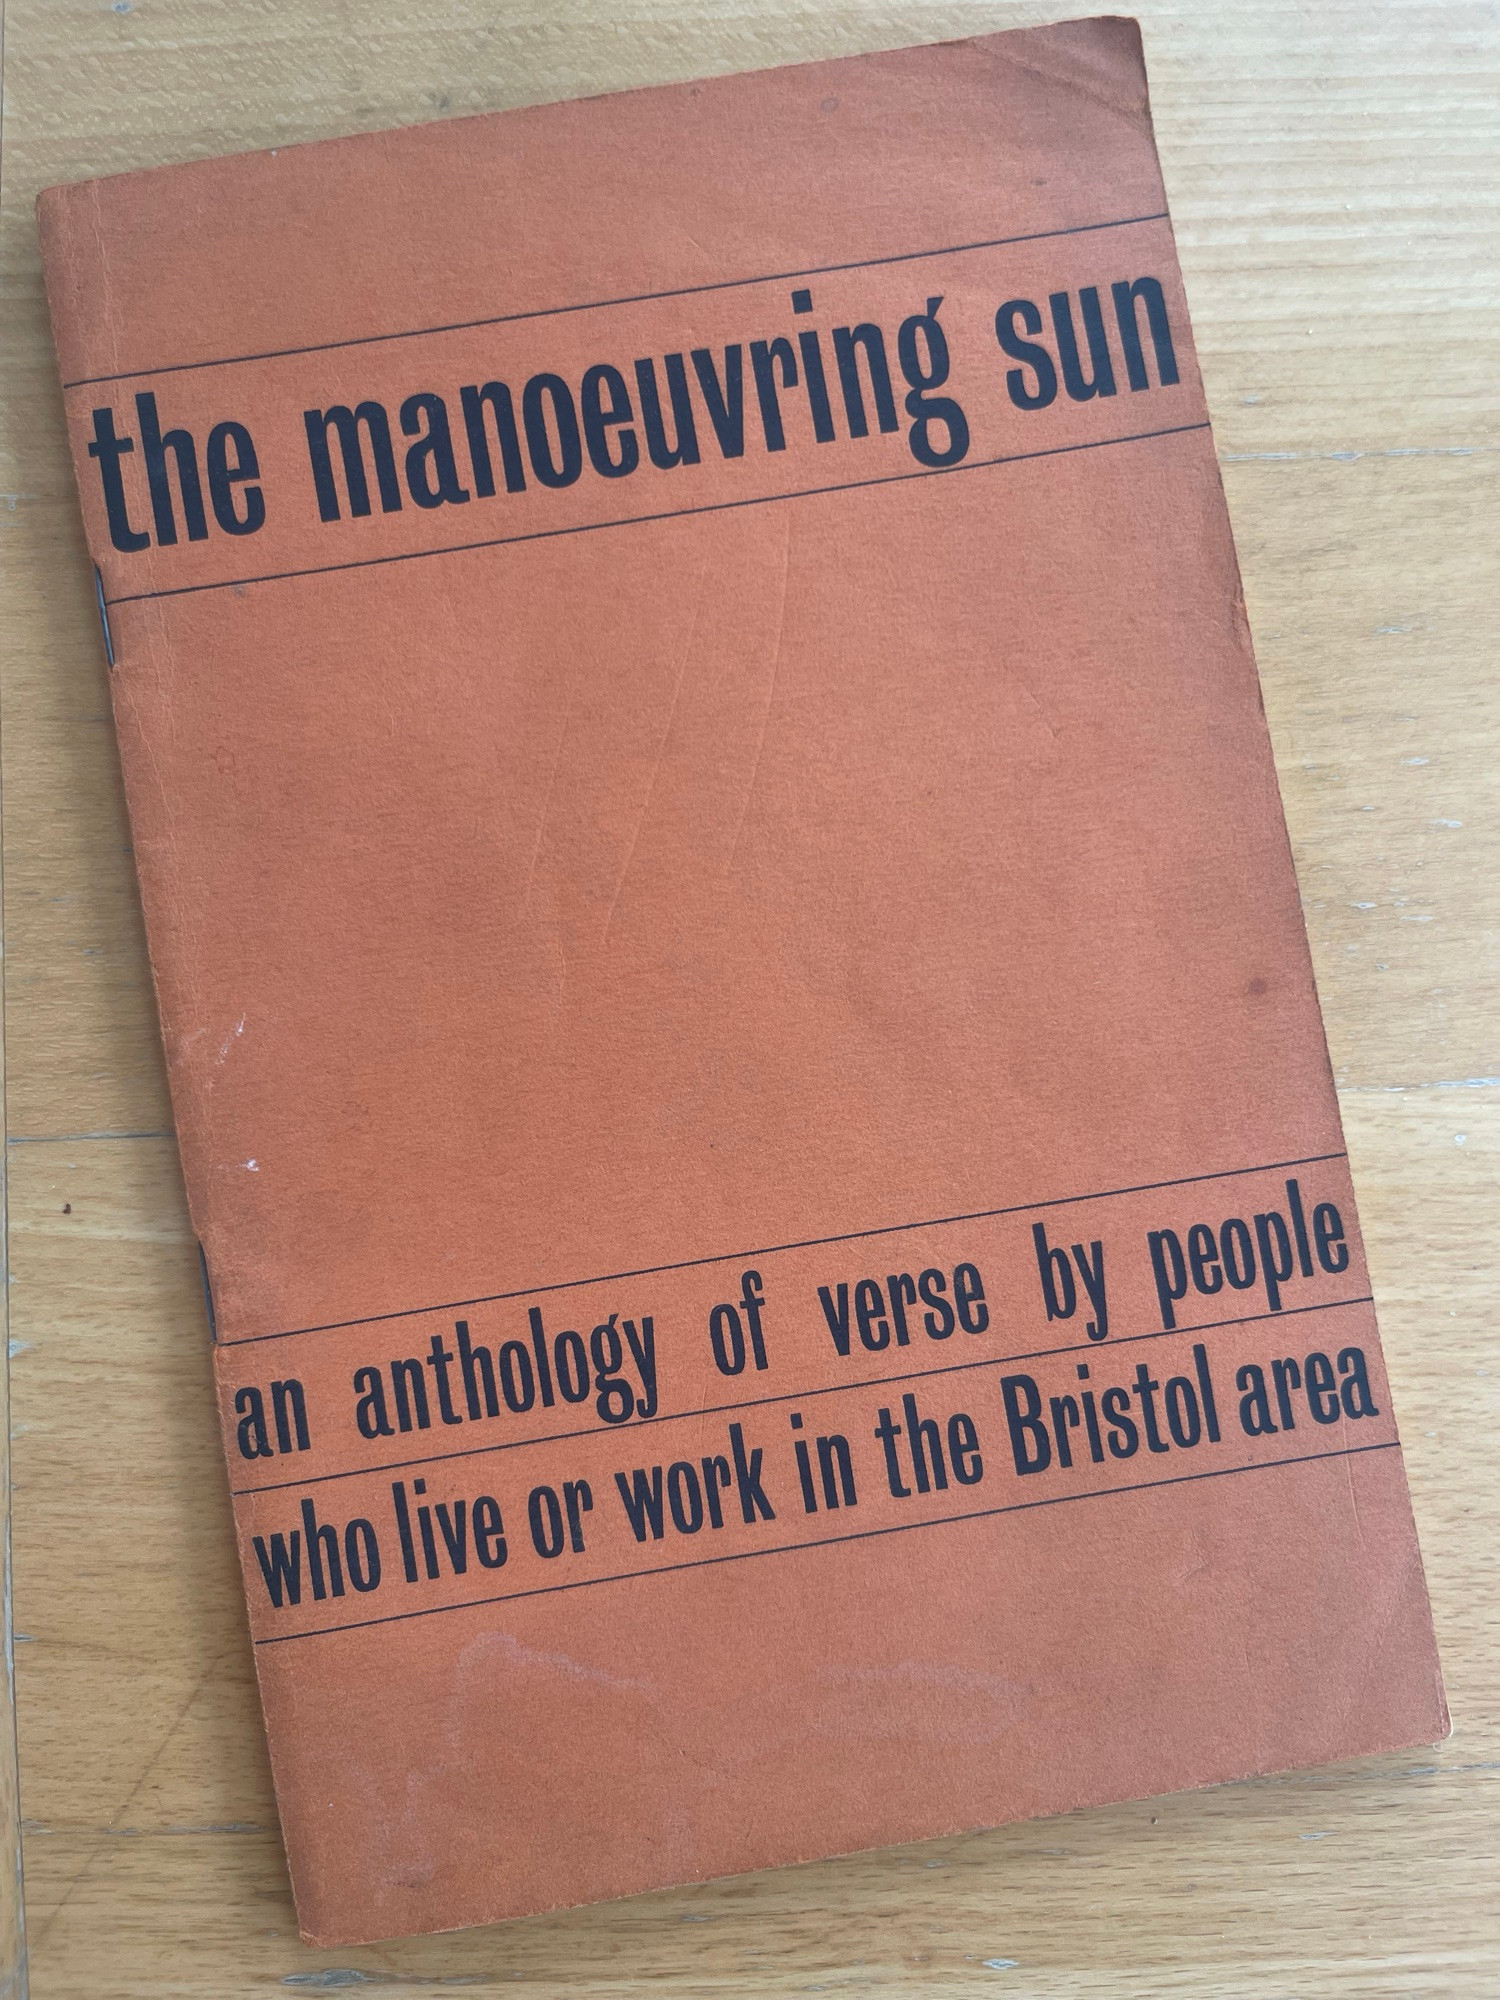 the manoeuvring sun
an anthology of verse by people
who live or work in the Bristol area